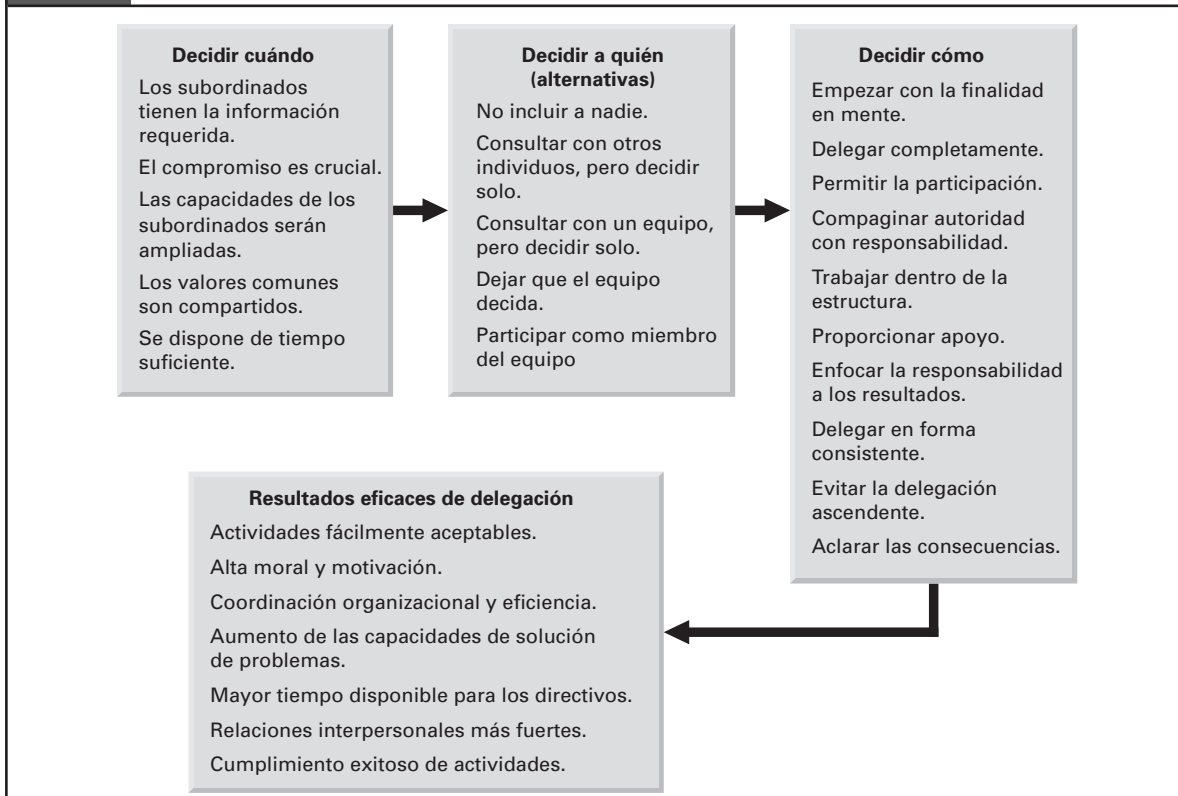 Decidir cuándo
Los subordinados
tienen la información
requerida.
El compromiso es crucial.
Las capacidades de los
subordinados serán
ampliadas.
Los valores comunes
son compartidos.
Se dispone de tiempo
suficiente.
Decidir a quién
(alternativas)
No incluir a nadie.
Consultar con otros
individuos, pero decidir
solo.
Consultar con un equipo,
pero decidir solo.
Dejar que el equipo
decida.
Participar como miembro
del equipo
Decidir cómo
Empezar con la finalidad
en mente.
Delegar completamente.
Permitir la participación.
Compaginar autoridad
con responsabilidad.
Trabajar dentro de la
estructura.
Proporcionar apoyo.
Enfocar la responsabilidad
a los resultados.
Delegar en forma
consistente.
Evitar la delegación
ascendente.
Aclarar las consecuencias.
Resultados eficaces de delegación
Actividades fácilmente aceptables.
Alta moral y motivación.
Coordinación organizacional y eficiencia.
Aumento de las capacidades de solución
de problemas.
Mayor tiempo disponible para los directivos.
Relaciones interpersonales más fuertes.
Cumplimiento exitoso de actividades.